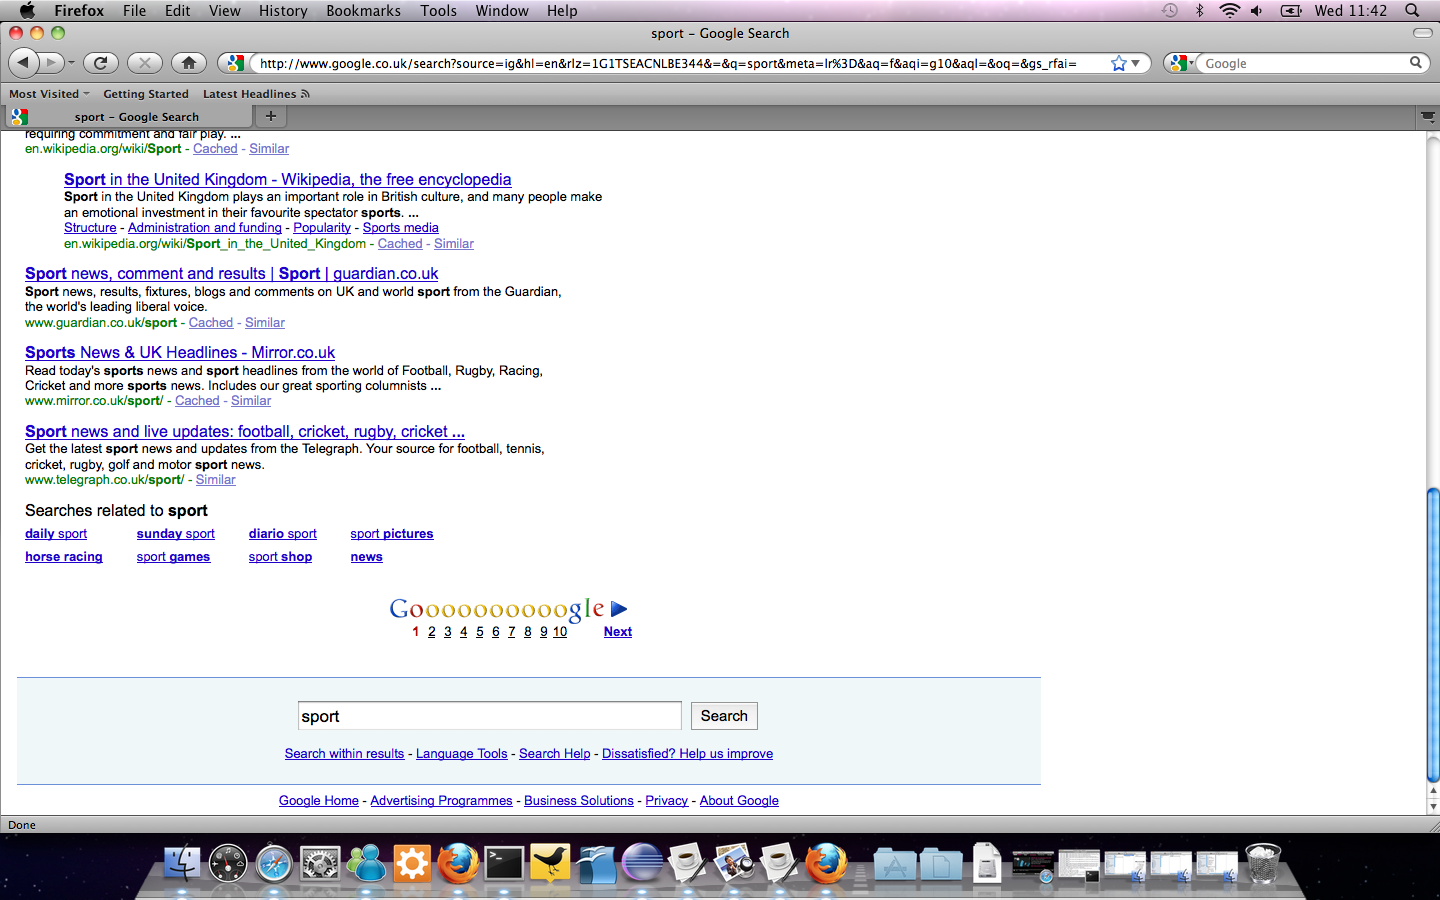 Firefox File Edit View History Bookmarks Tools Window Help Wed 11:42
sport – Google Search
http://www.google.co.uk/search?source=ig&hl=en&rlz=1G1TSEACNLBE344&=&q=sport&meta=lr%3D&aq=f&aqi=g10&aql=&oq=&gs_rfai= Google
Most Visited Getting Started Latest Headlines
sport – Google Search
requiring commitment and fair play. ...
en.wikipedia.org/wiki/Sport - Cached - Similar
Sport in the United Kingdom - Wikipedia, the free encyclopedia
Sport in the United Kingdom plays an important role in British culture, and many people make
an emotional investment in their favourite spectator sports. ...
Structure - Administration and funding - Popularity - Sports media
en.wikipedia.org/wiki/Sport_in_the_United_Kingdom - Cached - Similar
Sport news, comment and results | Sport | guardian.co.uk
Sport news, results, fixtures, blogs and comments on UK and world sport from the Guardian,
the world's leading liberal voice.
www.guardian.co.uk/sport - Cached - Similar
Sports News & UK Headlines - Mirror.co.uk
Read today's sports news and sport headlines from the world of Football, Rugby, Racing,
Cricket and more sports news. Includes our great sporting columnists ...
www.mirror.co.uk/sport/ - Cached - Similar
Sport news and live updates: football, cricket, rugby, cricket ...
Get the latest sport news and updates from the Telegraph. Your source for football, tennis,
cricket, rugby, golf and motor sport news.
www.telegraph.co.uk/sport/ - Similar
Searches related to sport
daily sport sunday sport diario sport sport pictures
horse racing sport games sport shop news
Goooooooooogle
1 2 3 4 5 6 7 8 9 10 Next
sport Search
Search within results - Language Tools - Search Help - Dissatisfied? Help us improve
Google Home - Advertising Programmes - Business Solutions - Privacy - About Google
Done